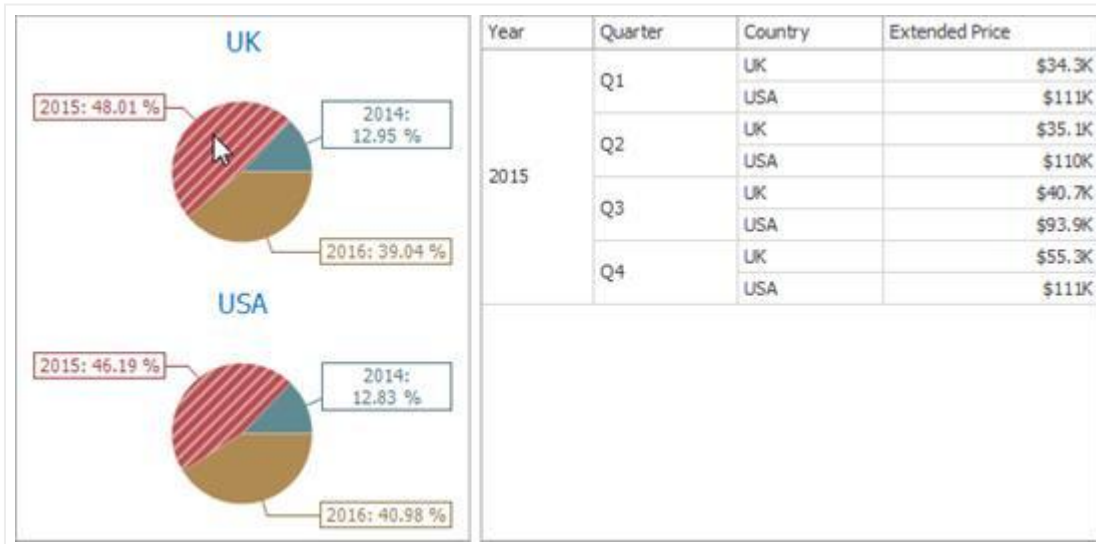 UK
2015: 48.01 %
2014:
12.95 %
2016: 39.04 %
USA
2015: 46.19 %
2014:
12.83 %
2016: 40.98 %
Year Quarter Country Extended Price
2015
Q1
UK $34.3K
USA $111K
Q2
UK $35.1K
USA $110K
Q3
UK $40.7K
USA $93.9K
Q4
UK $55.3K
USA $111K